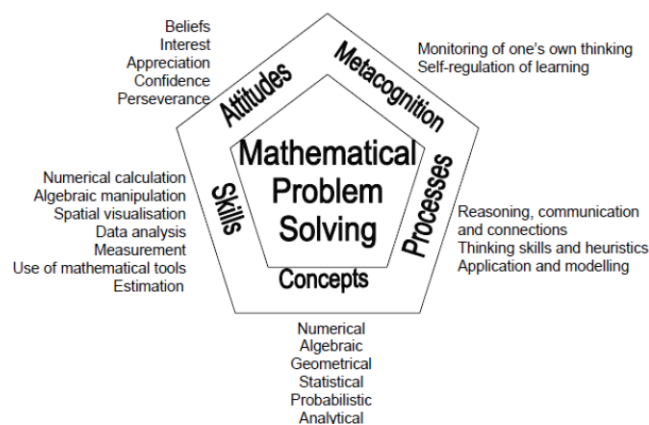 Beliefs
Interest
Appreciation
Confidence
Perseverance
Attitudes
Metacognition
Monitoring of one's own thinking
Self-regulation of learning
Numerical calculation
Algebraic manipulation
Spatial visualisation
Data analysis
Measurement
Use of mathematical tools
Estimation
Skills
Mathematical
Problem
Solving
Processes
Reasoning, communication
and connections
Thinking skills and heuristics
Application and modelling
Concepts
Numerical
Algebraic
Geometrical
Statistical
Probabilistic
Analytical